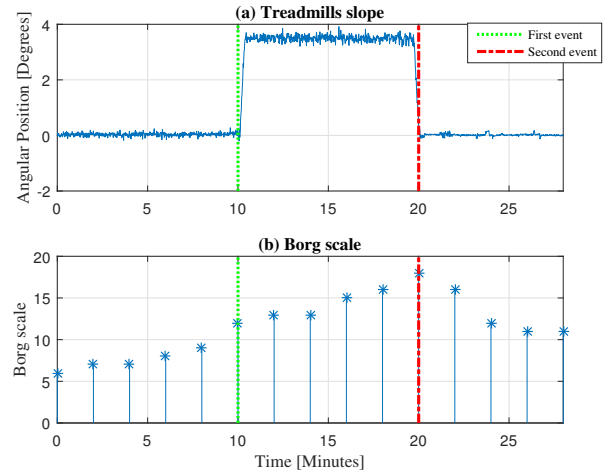 (a) Treadmills slope
4
2
0
-2
Angular Position [Degrees]
First event
Second event
0 5 10 15 20 25
(b) Borg scale
20
15
10
5
0
Borg scale
0 5 10 15 20 25
Time [Minutes]